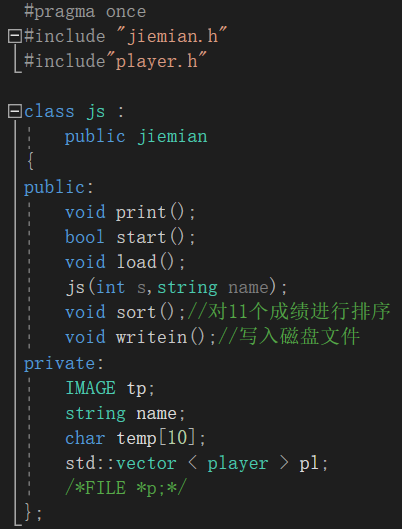 #pragma once
#include "jiemian.h"
#include"player.h"
class js :
public jiemian
{
public:
void print();
bool start();
void load();
js(int s,string name);
void sort();//对11个成绩进行排序
void writein();//写入磁盘文件
private:
IMAGE tp;
string name;
char temp[10];
std::vector < player > pl;
/*FILE *p;*/
};